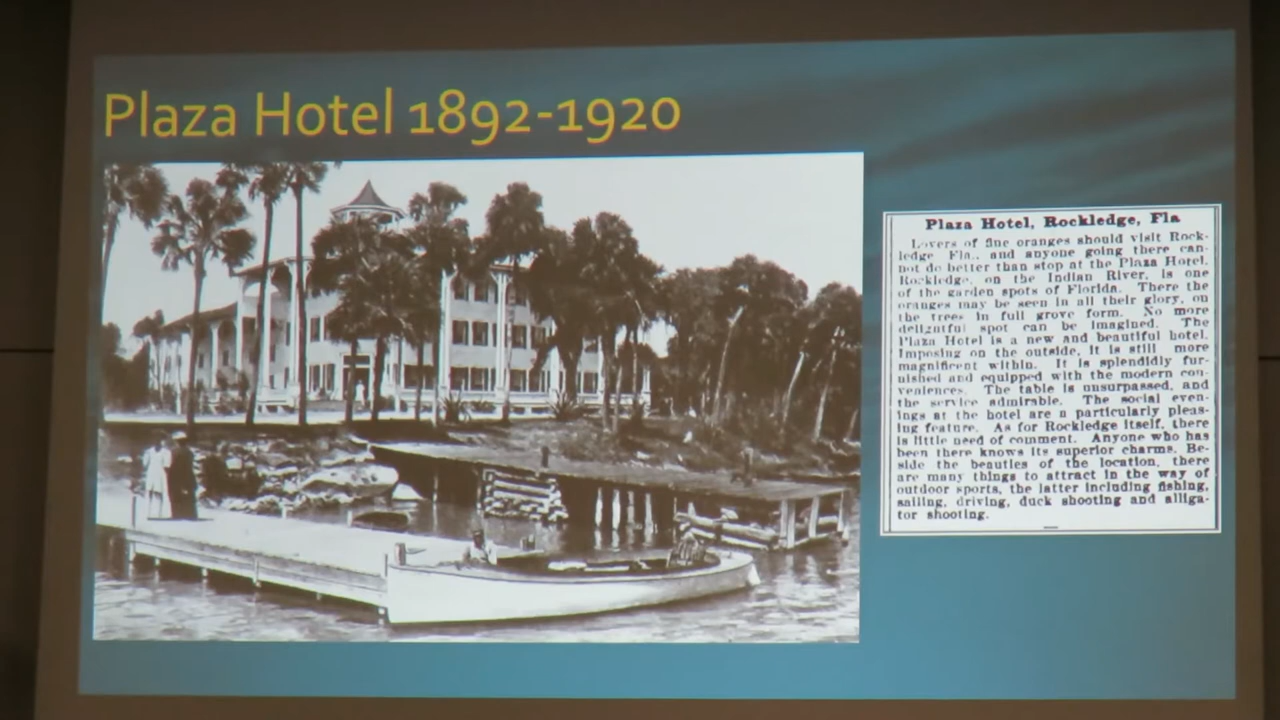 Plaza Hotel 1892-1920
Plaza Hotel, Rockledge, Fla
Lovers of fine oranges should visit Rock-
ledge Fla., and anyone going there can-
not do better than stop at the Plaza Hotel.
Rockledge, on the Indian River, is one
of the garden spots of Florida. There the
oranges may be seen in all their glory, on
the trees in full grove form. No more
delightful spot can be imagined. The
Plaza Hotel is a new and beautiful hotel.
Imposing on the outside, it is still more
magnificent within. It is splendidly fur-
nished and equipped with the modern con-
veniences. The table is unsurpassed, and
the service admirable. The social even-
ings at the hotel are a particularly pleas-
ing feature. As for Rockledge itself, there
is little need of comment. Anyone who has
been there knows its superior charms. Be-
side the beauties of the location, there
are many things to attract in the way of
outdoor sports, the latter including fishing,
sailing, driving, duck shooting and alliga-
tor shooting.